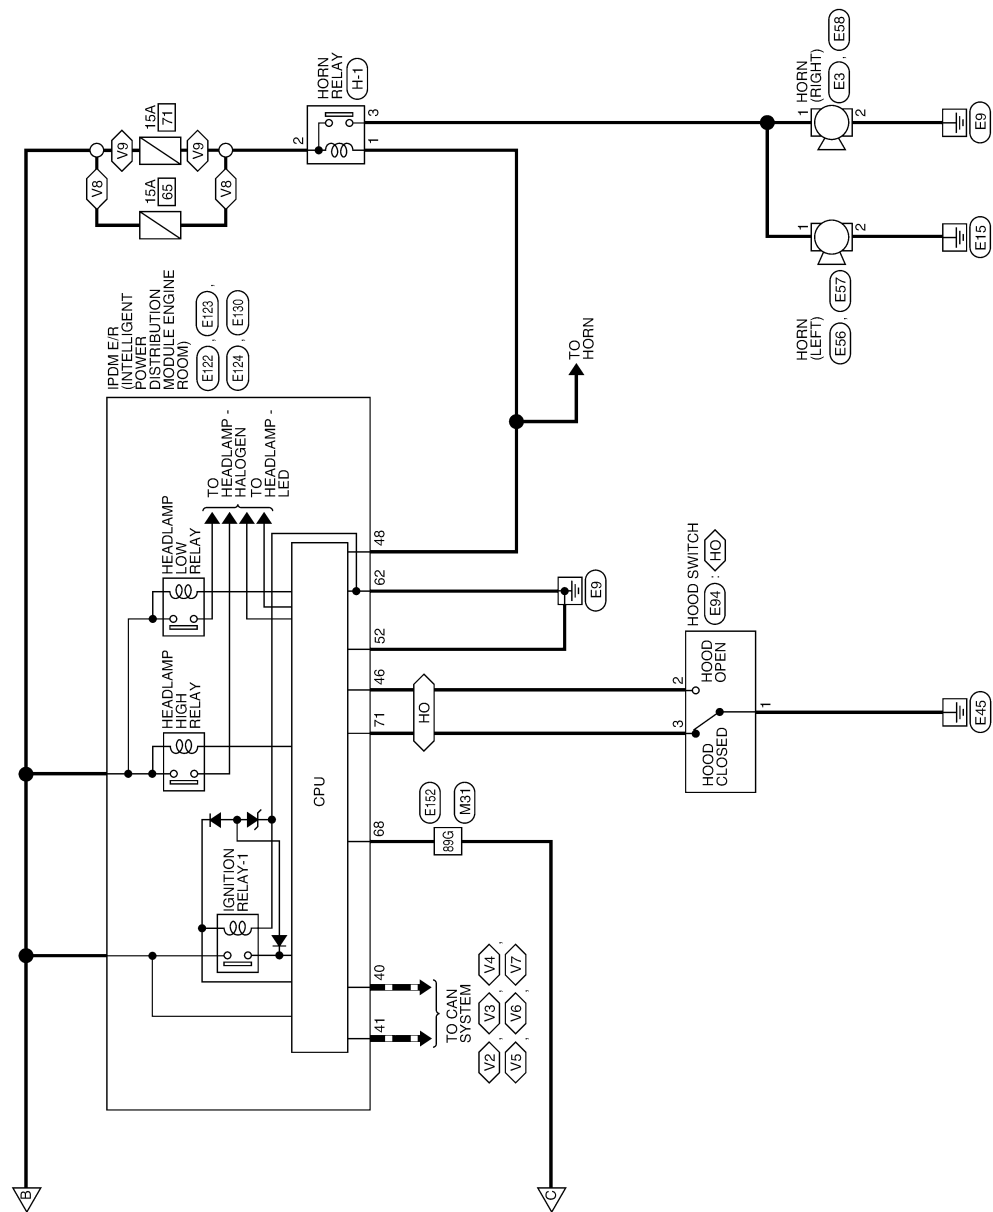 B
15A
71
V9
V9
15A
65
V8
V8
HORN
RELAY
H-1
2
3
1
HORN
(RIGHT)
E3 , E58
1
2
E9
1
2
E15
HORN
(LEFT)
E56 , E57
IPDM E/R
(INTELLIGENT
POWER
DISTRIBUTION
MODULE ENGINE
ROOM)
E122 , E123 ,
E124 , E130
TO
HEADLAMP -
HALOGEN
TO
HEADLAMP -
LED
TO
HORN
HEADLAMP
LOW
RELAY
HEADLAMP
HIGH
RELAY
IGNITION
RELAY-1
CPU
41
40
68
71
46
52
62
48
HO
E9
HOOD SWITCH
E94 : HO
3
2
HOOD
OPEN
HOOD
CLOSED
1
E45
89G
E152
M31
TO CAN
SYSTEM
V2 , V3 , V4 ,
V5 , V6 , V7
C